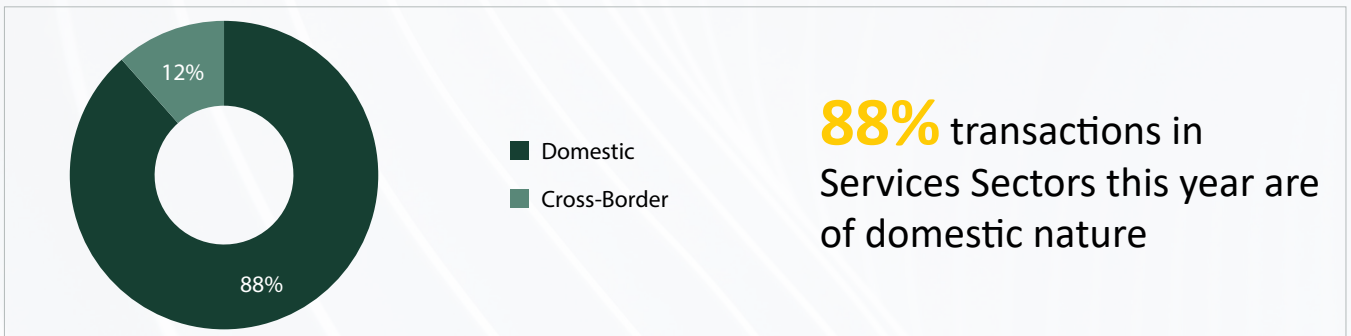 12%
88%
Domestic
Cross-Border
88% transactions in
Services Sectors this year are
of domestic nature